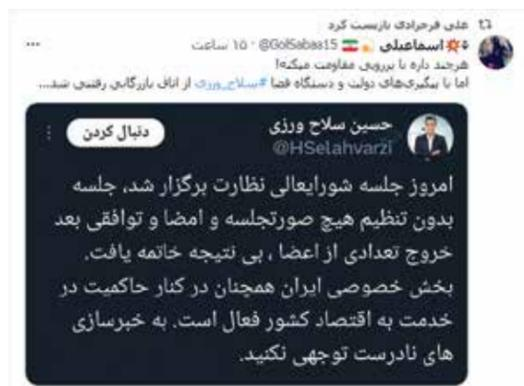 علی فرحزادی بازپست کرد
اسماعیلی @GolSabaa15 · ۱۵ ساعت
هرچند داره با پررویی مقاومت میکنه!
اما با پیگیری‌های دولت و دستگاه قضا #سلاح_ورزی از اتاق بازرگانی رفتنی شد...
حسین سلاح ورزی
دنبال کردن
@HSelahvarzi
امروز جلسه شورایعالی نظارت برگزار شد، جلسه
بدون تنظیم هیچ صورتجلسه و امضا و توافقی بعد
خروج تعدادی از اعضا ، بی نتیجه خاتمه یافت.
بخش خصوصی ایران همچنان در کنار حاکمیت در
خدمت به اقتصاد کشور فعال است. به خبرسازی
های نادرست توجهی نکنید.